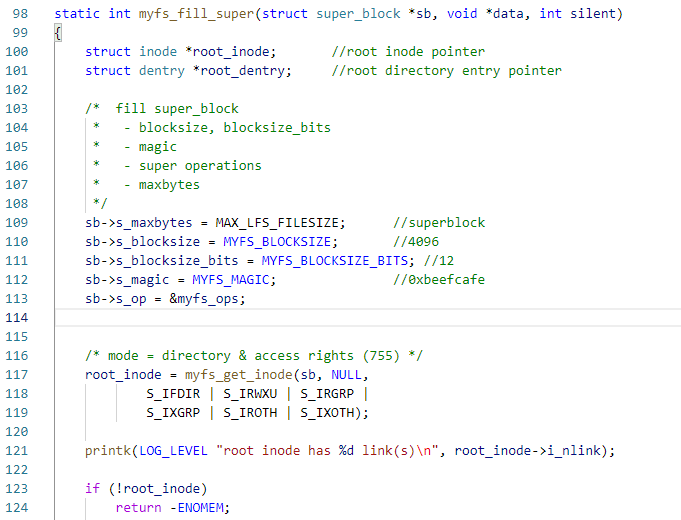 98 static int myfs_fill_super(struct super_block *sb, void *data, int silent)
99 {
100 struct inode *root_inode; //root inode pointer
101 struct dentry *root_dentry; //root directory entry pointer
102
103 /* fill super_block
104 * - blocksize, blocksize_bits
105 * - magic
106 * - super operations
107 * - maxbytes
108 */
109 sb->s_maxbytes = MAX_LFS_FILESIZE; //superblock
110 sb->s_blocksize = MYFS_BLOCKSIZE; //4096
111 sb->s_blocksize_bits = MYFS_BLOCKSIZE_BITS; //12
112 sb->s_magic = MYFS_MAGIC; //0xbeefcafe
113 sb->s_op = &myfs_ops;
114
115
116 /* mode = directory & access rights (755) */
117 root_inode = myfs_get_inode(sb, NULL,
118 S_IFDIR | S_IRWXU | S_IRGRP |
119 S_IXGRP | S_IROTH | S_IXOTH);
120
121 printk(LOG_LEVEL "root inode has %d link(s)\n", root_inode->i_nlink);
122
123 if (!root_inode)
124 return -ENOMEM;